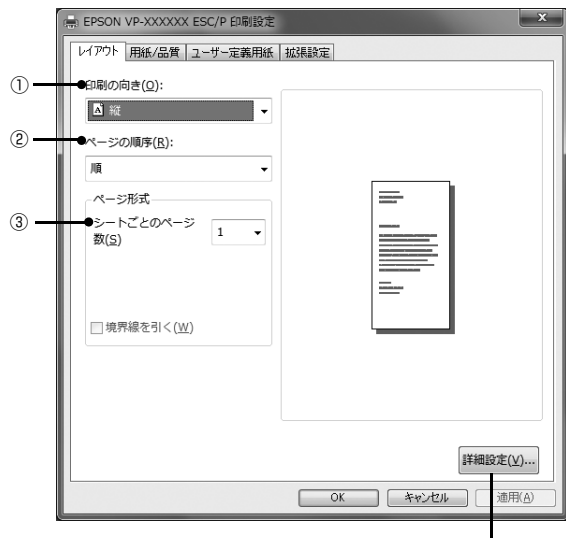 EPSON VP-XXXXXX ESC/P 印刷設定
レイアウト 用紙/品質 ユーザー定義用紙 拡張設定
① 印刷の向き(O):
縦
② ページの順序(R):
順
ページ形式
③ シートごとのページ
数(S) 1
境界線を引く(W)
詳細設定(V)...
OK キャンセル 適用(A)